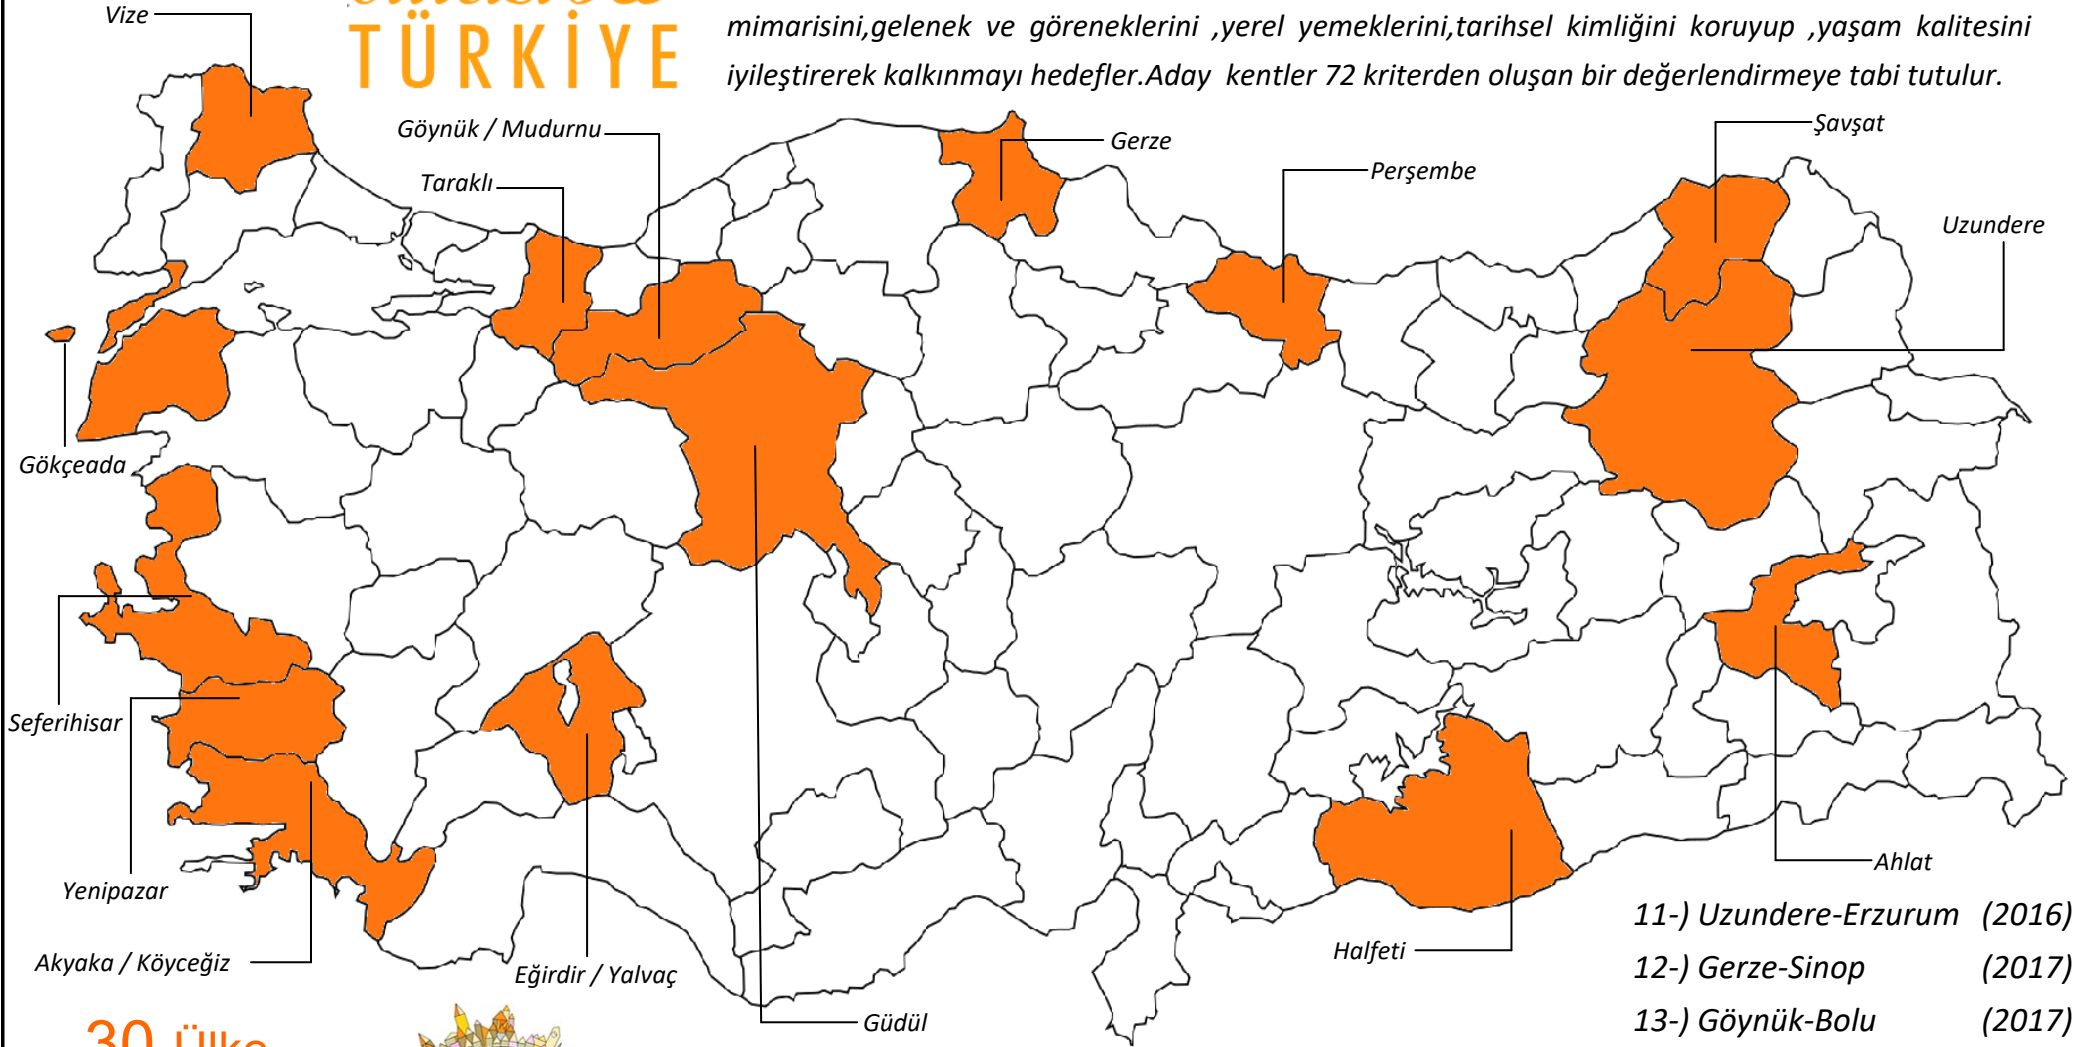 TÜRKİYE
mimarisini,gelenek ve göreneklerini ,yerel yemeklerini,tarihsel kimliğini koruyup ,yaşam kalitesini
iyileştirerek kalkınmayı hedefler.Aday kentler 72 kriterden oluşan bir değerlendirmeye tabi tutulur.
Vize
Göynük / Mudurnu
Taraklı
Gerze
Perşembe
Şavşat
Uzundere
Gökçeada
Seferihisar
Yenipazar
Akyaka / Köyceğiz
Eğirdir / Yalvaç
Güdül
Halfeti
Ahlat
11-) Uzundere-Erzurum (2016)
12-) Gerze-Sinop (2017)
13-) Göynük-Bolu (2017)
30 Ülke